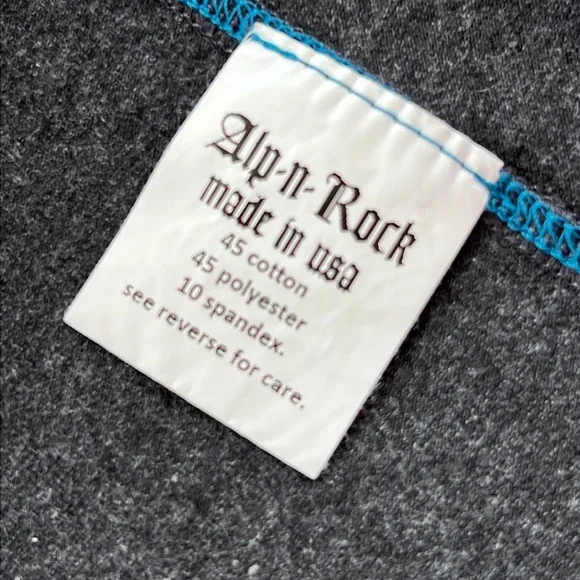 Alp-n-Rock
made in usa
45 cotton
45 polyester
10 spandex.
see reverse for care.